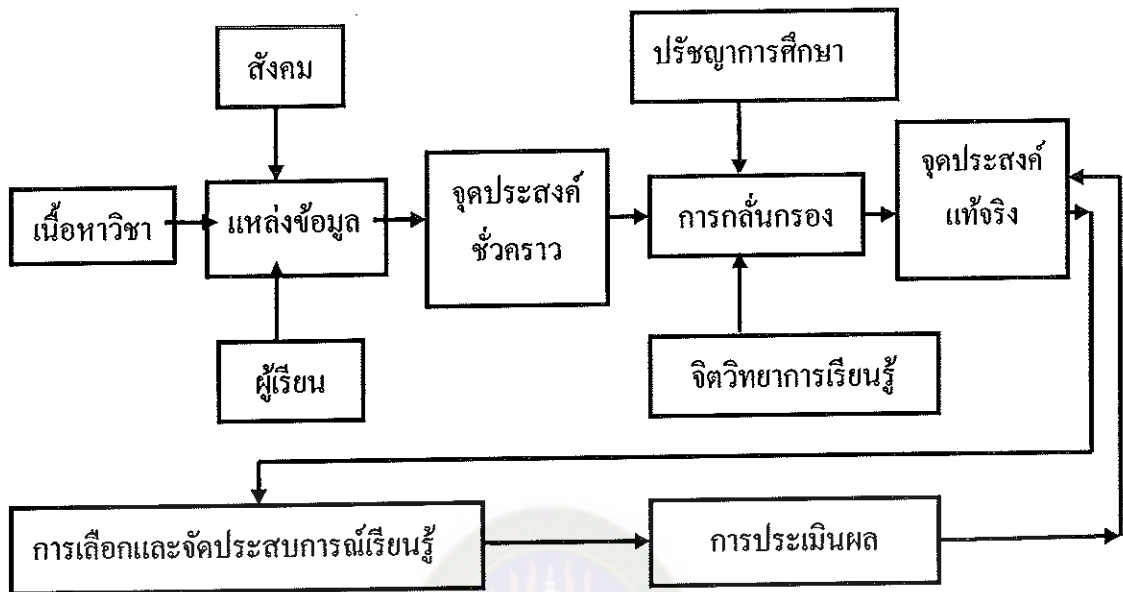 สังคม
ปรัชญาการศึกษา
เนื้อหาวิชา
แหล่งข้อมูล
จุดประสงค์
ชั่วคราว
การกลั่นกรอง
จุดประสงค์
แท้จริง
ผู้เรียน
จิตวิทยาการเรียนรู้
การเลือกและจัดประสบการณ์เรียนรู้
การประเมินผล